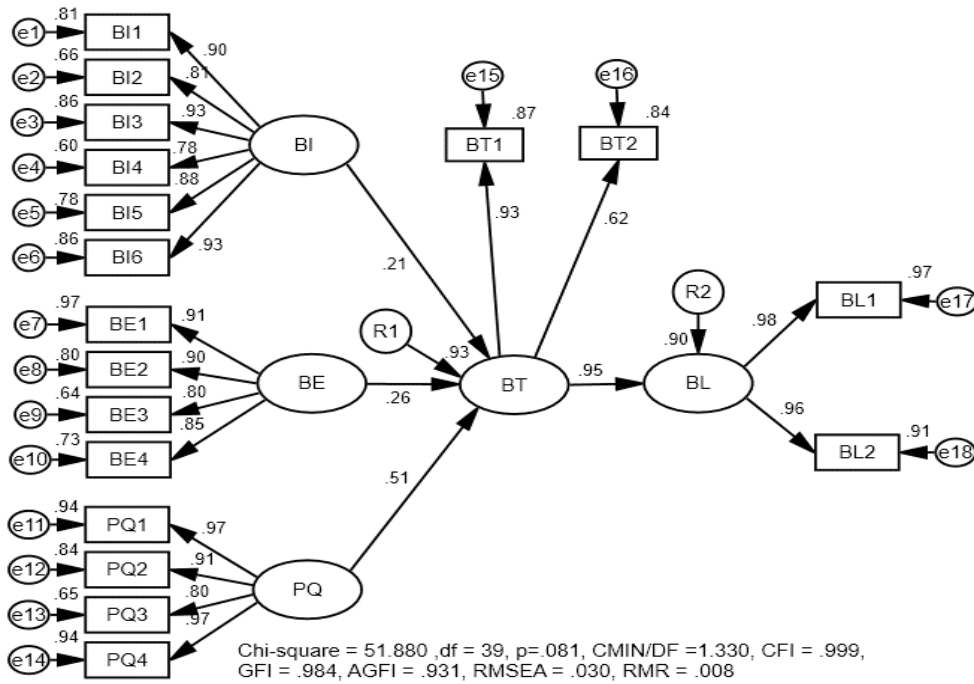 e1 .81 BI1 .90
e2 .66 BI2 .81
e3 .86 BI3 .93
e4 .60 BI4 .78
e5 .78 BI5 .88
e6 .86 BI6 .93
BI
.21
e7 .97 BE1 .91
e8 .80 BE2 .90
e9 .64 BE3 .80
e10 .73 BE4 .85
BE
.26
e11 .94 PQ1 .97
e12 .84 PQ2 .91
e13 .65 PQ3 .80
e14 .94 PQ4 .97
PQ
.51
e15 .87 BT1 .93
e16 .84 BT2 .62
R1
.93 BT
.95
R2
.90 BL
.98 BL1 .97 e17
.96 BL2 .91 e18
Chi-square = 51.880 ,df = 39, p=.081, CMIN/DF =1.330, CFI = .999,
GFI = .984, AGFI = .931, RMSEA = .030, RMR = .008